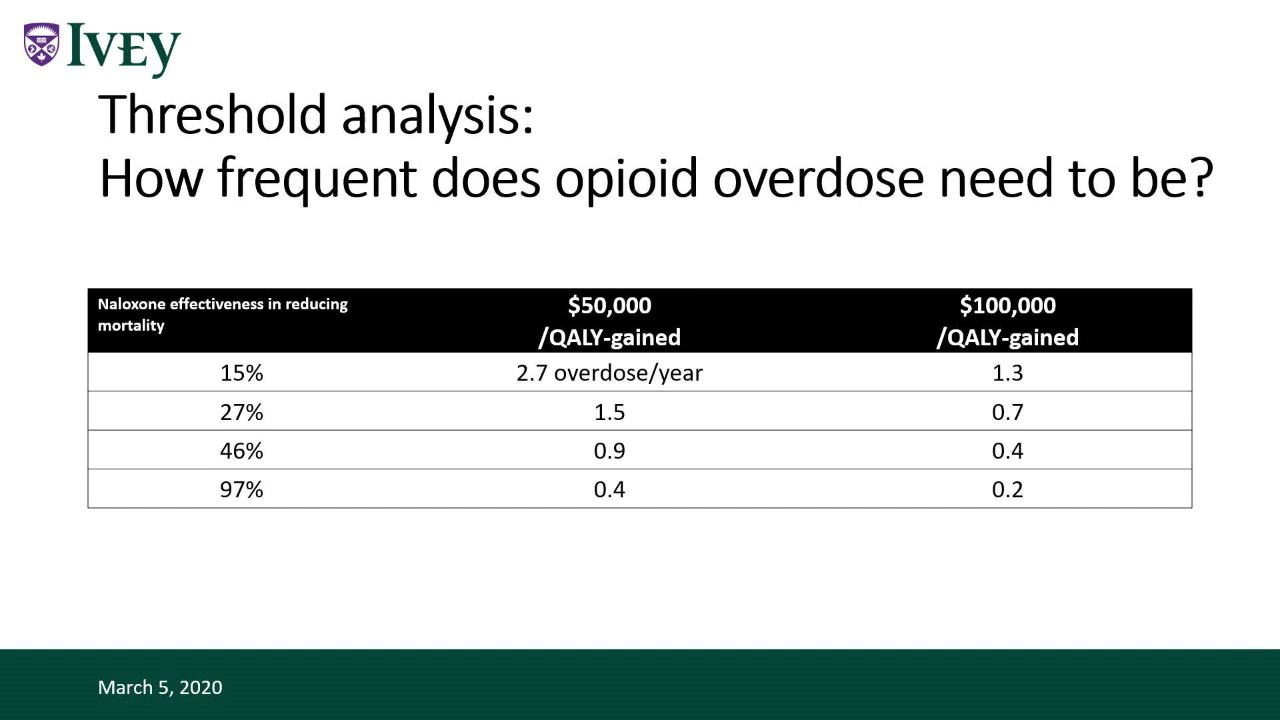 IVEY
Threshold analysis:
How frequent does opioid overdose need to be?
Naloxone effectiveness in reducing
mortality
$50,000
/QALY-gained
$100,000
/QALY-gained
15% 2.7 overdose/year 1.3
27% 1.5 0.7
46% 0.9 0.4
97% 0.4 0.2
March 5, 2020